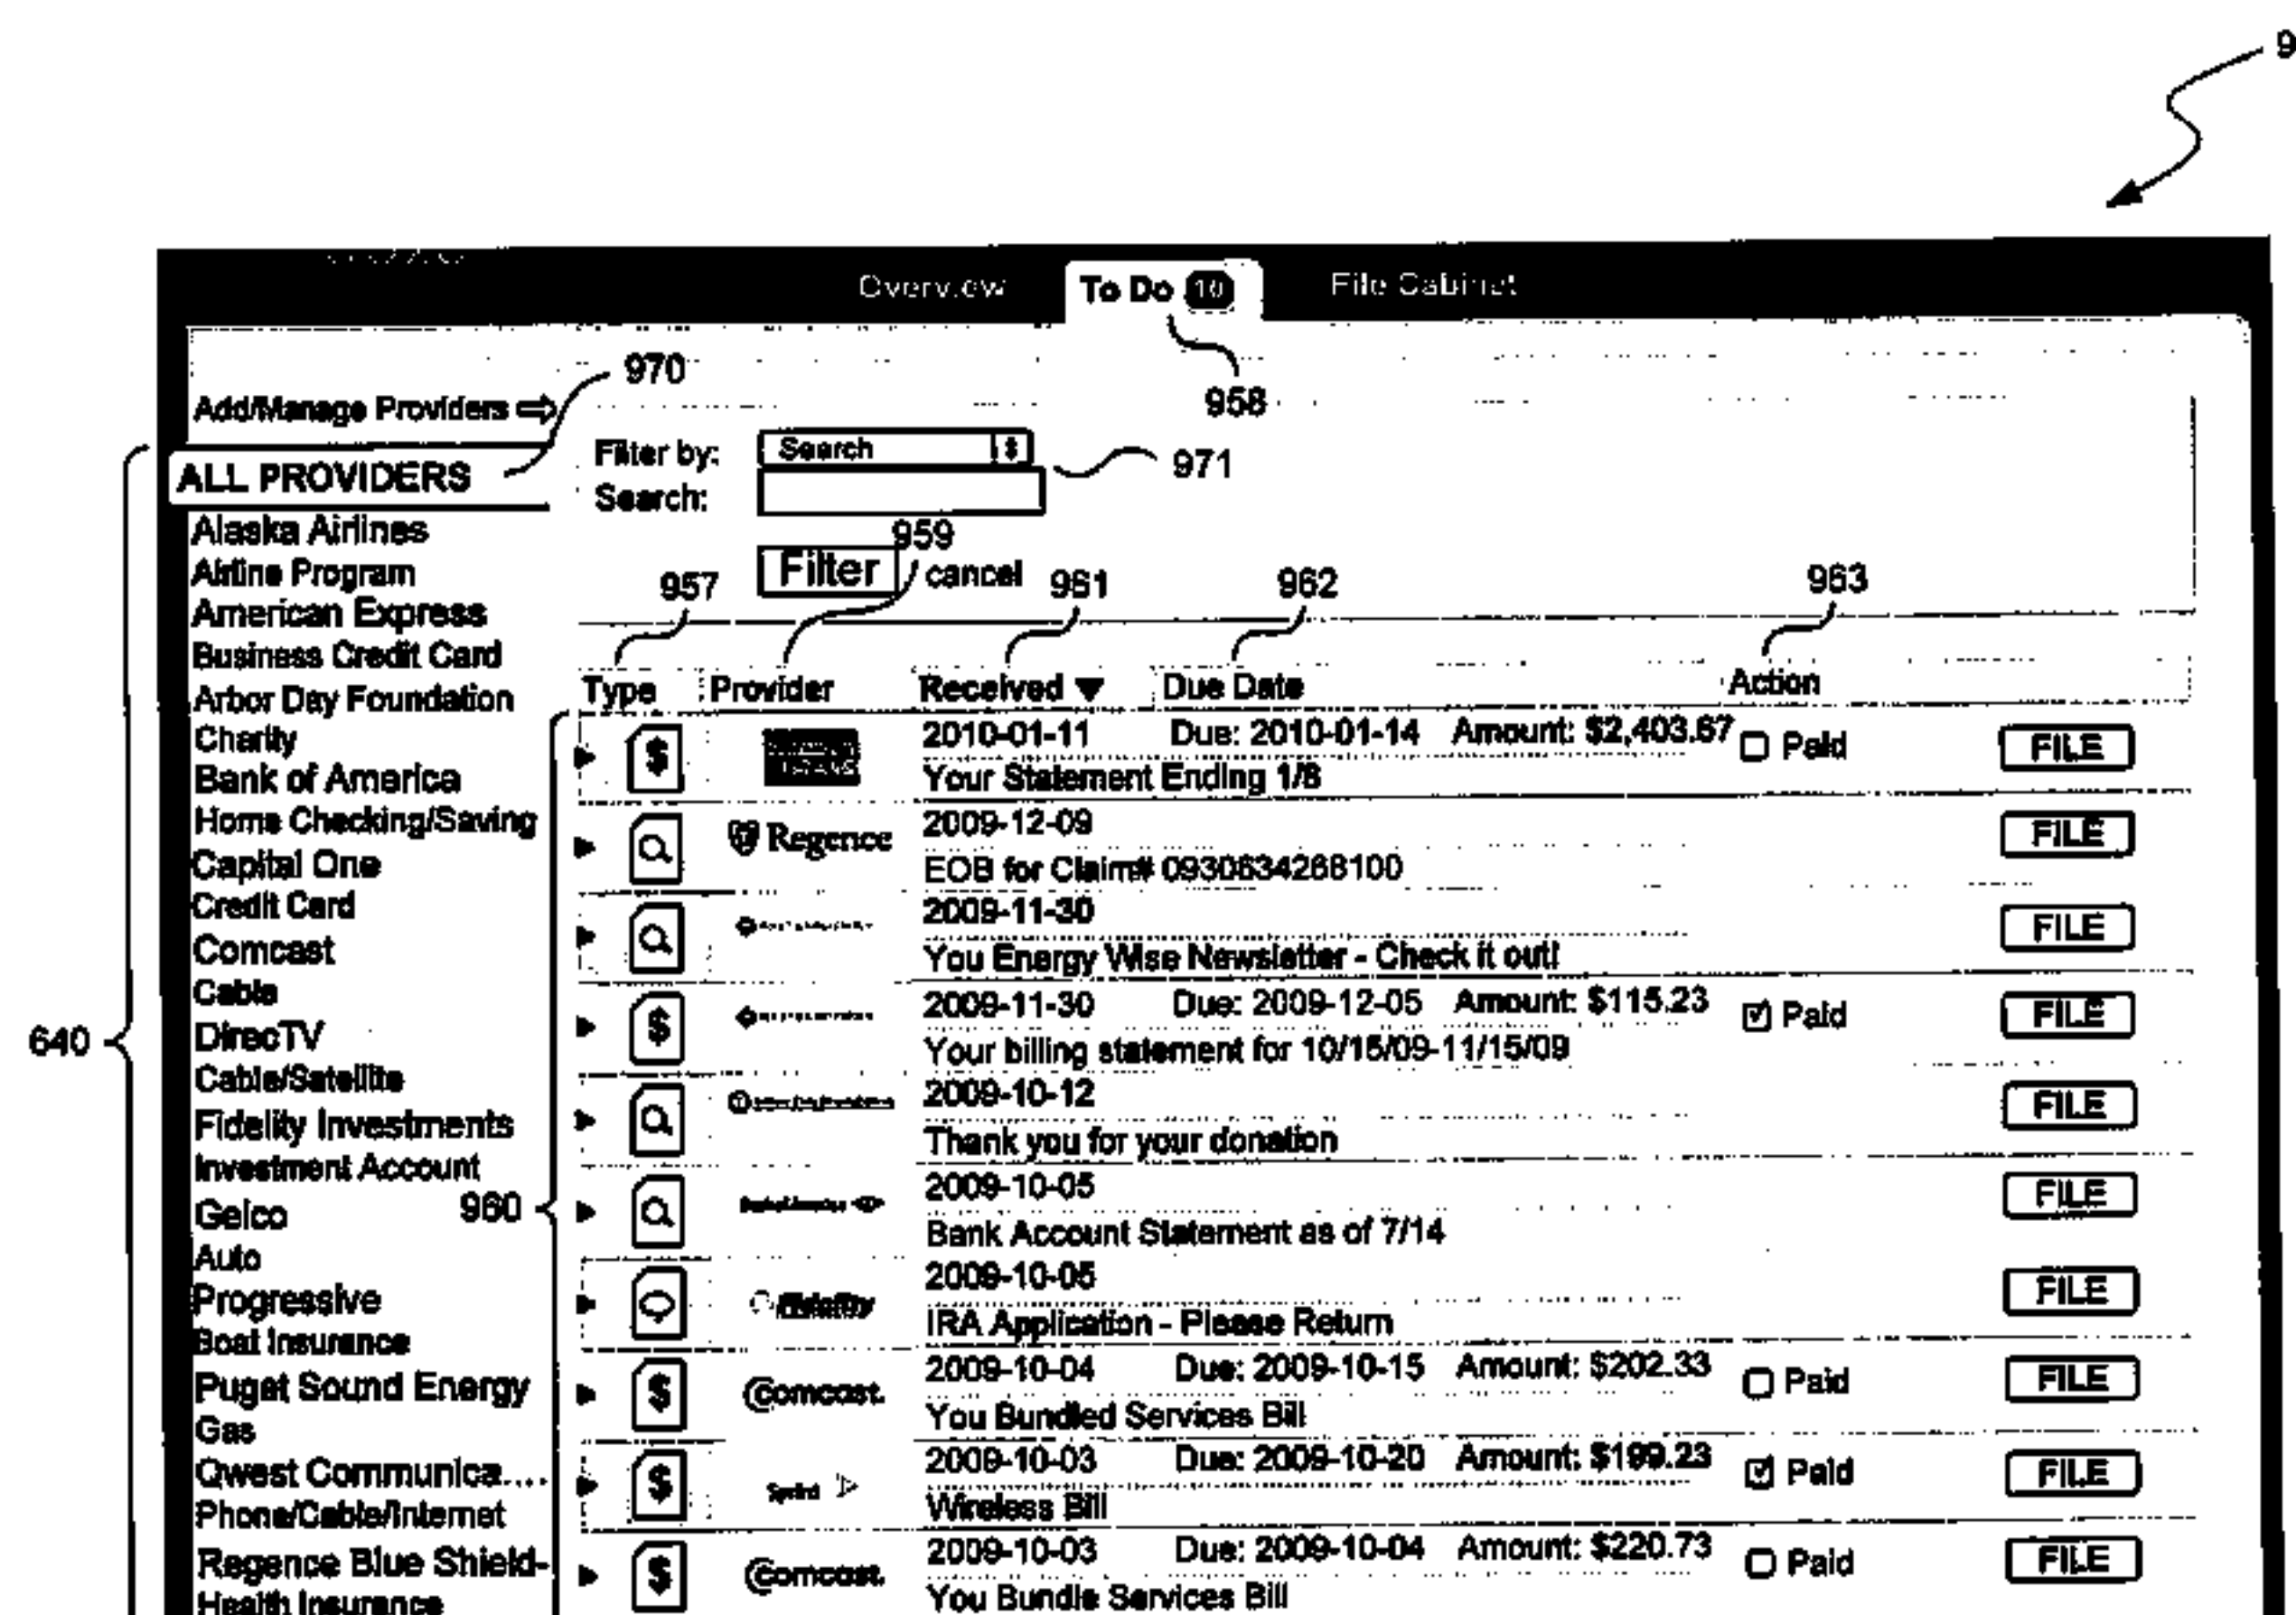 9
Overview To Do 10 File Cabinet
970
958
Add/Manage Providers
Filter by: Search
971
ALL PROVIDERS
Search:
Alaska Airlines
959
Airline Program
957
Filter cancel
961
962
963
American Express
Business Credit Card
Type Provider Received ▼ Due Date Action
Arbor Day Foundation
Charity
2010-01-11 Due: 2010-01-14 Amount: $2,403.67 Paid FILE
Your Statement Ending 1/8
Bank of America
Home Checking/Saving
Regence 2009-12-09 FILE
EOB for Claim# 0930634268100
Capital One
Credit Card
2009-11-30 FILE
You Energy Wise Newsletter - Check it out!
Comcast
Cable
2009-11-30 Due: 2009-12-05 Amount: $115.23 Paid FILE
Your billing statement for 10/15/09-11/15/09
640
DirecTV
Cable/Satellite
2009-10-12 FILE
Thank you for your donation
Fidelity Investments
Investment Account
960
2009-10-05 FILE
Bank Account Statement as of 7/14
Geico
Auto
Fidelity 2009-10-05 FILE
IRA Application - Please Return
Progressive
Boat Insurance
Comcast. 2009-10-04 Due: 2009-10-15 Amount: $202.33 Paid FILE
You Bundled Services Bill
Puget Sound Energy
Gas
Sprint 2009-10-03 Due: 2009-10-20 Amount: $199.23 Paid FILE
Wireless Bill
Qwest Communica....
Phone/Cable/Internet
Comcast. 2009-10-03 Due: 2009-10-04 Amount: $220.73 Paid FILE
You Bundle Services Bill
Regence Blue Shield-
Health Insurance